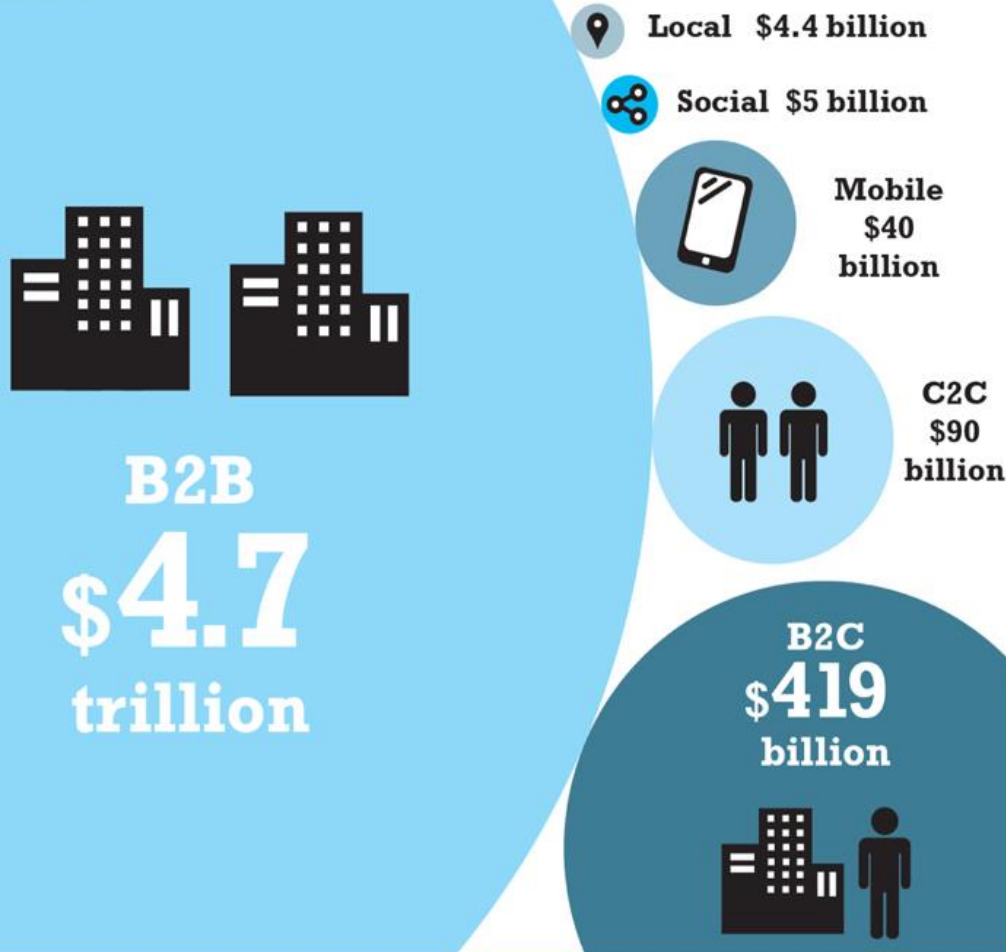 Local $4.4 billion
Social $5 billion
Mobile
$40
billion
C2C
$90
billion
B2B
$4.7
trillion
B2C
$419
billion